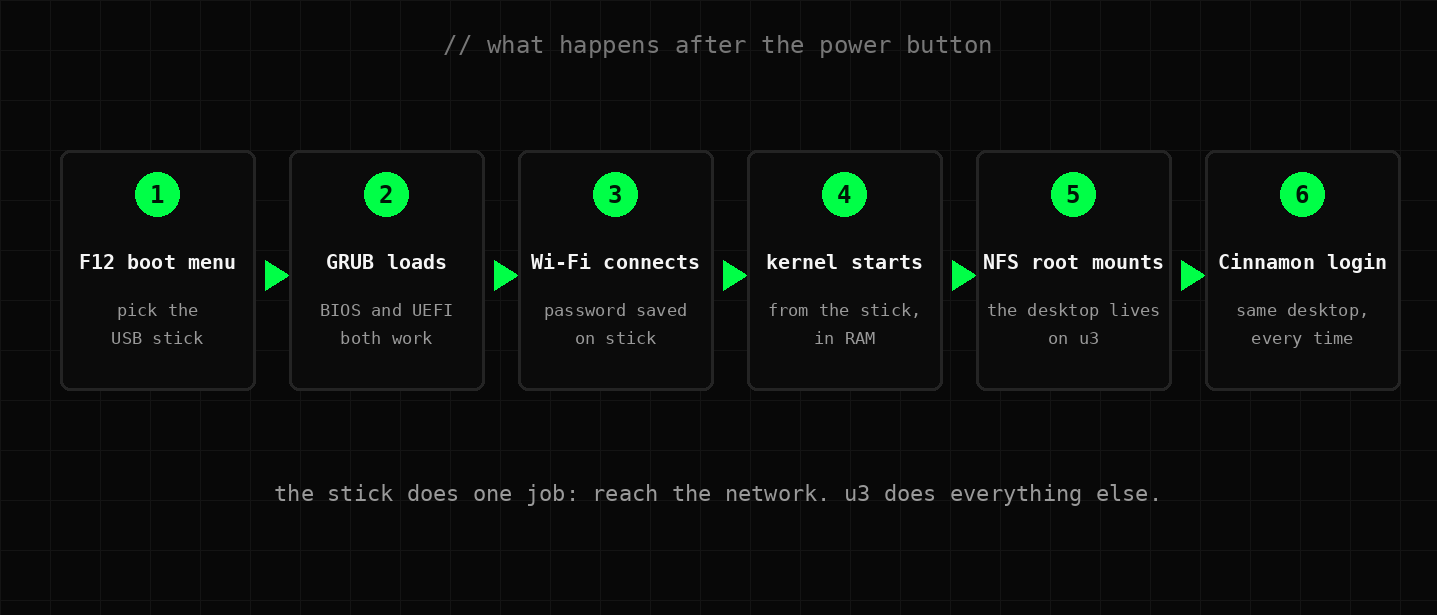 // what happens after the power button
1
F12 boot menu
pick the
USB stick
2
GRUB loads
BIOS and UEFI
both work
3
Wi-Fi connects
password saved
on stick
4
kernel starts
from the stick,
in RAM
5
NFS root mounts
the desktop lives
on u3
6
Cinnamon login
same desktop,
every time
the stick does one job: reach the network. u3 does everything else.